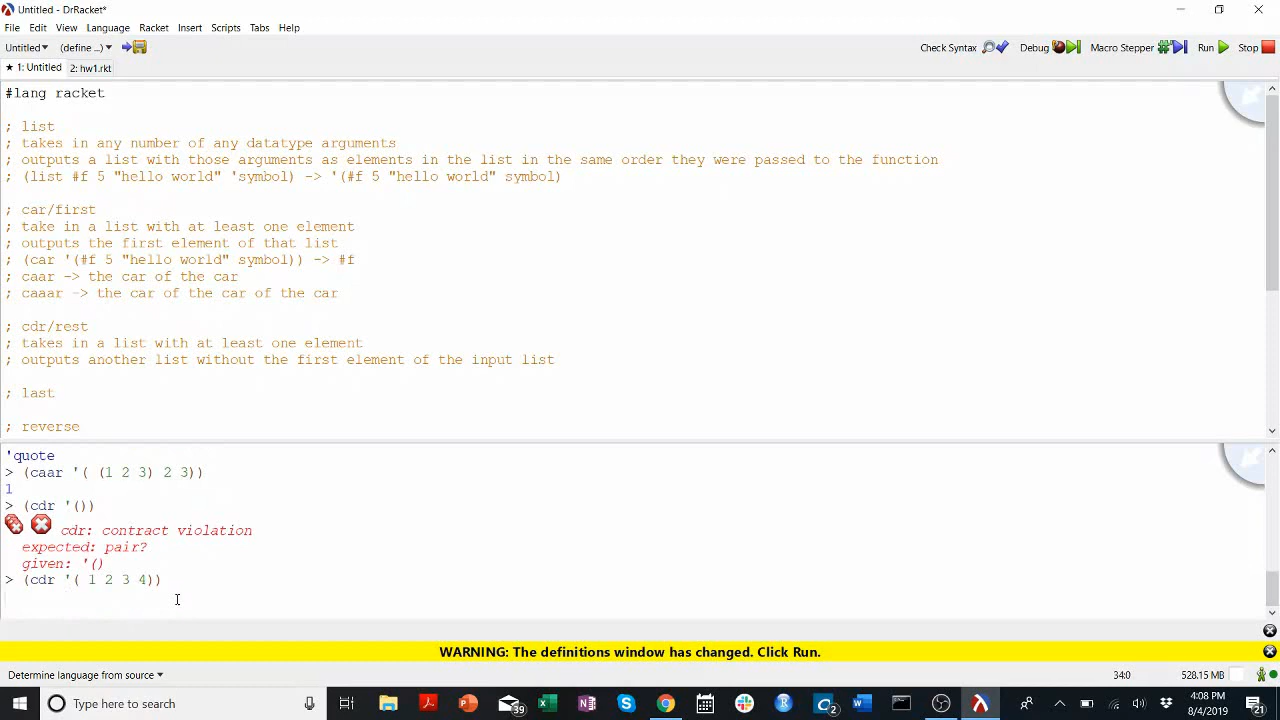 Untitled - DrRacket*
File Edit View Language Racket Insert Scripts Tabs Help
Untitled▾ (define ...)▾ Check Syntax Debug Macro Stepper Run Stop
★ 1: Untitled 2: hw1.rkt
#lang racket
; list
; takes in any number of any datatype arguments
; outputs a list with those arguments as elements in the list in the same order they were passed to the function
; (list #f 5 "hello world" 'symbol) -> '(#f 5 "hello world" symbol)
; car/first
; take in a list with at least one element
; outputs the first element of that list
; (car '(#f 5 "hello world" symbol)) -> #f
; caar -> the car of the car
; caaar -> the car of the car of the car
; cdr/rest
; takes in a list with at least one element
; outputs another list without the first element of the input list
; last
; reverse
'quote
> (caar '( (1 2 3) 2 3))
1
> (cdr '())
cdr: contract violation
expected: pair?
given: '()
> (cdr '( 1 2 3 4))
WARNING: The definitions window has changed. Click Run.
Determine language from source▾ 34:0 528.15 MB
Type here to search 39 2 4:08 PM
8/4/2019 21